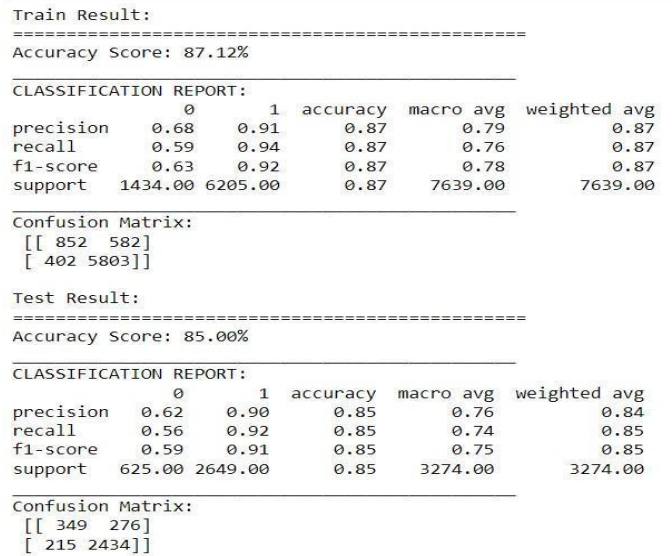 Train Result:
================================================
Accuracy Score: 87.12%
_______________________________________________
CLASSIFICATION REPORT:
0 1 accuracy macro avg weighted avg
precision 0.68 0.91 0.87 0.79 0.87
recall 0.59 0.94 0.87 0.76 0.87
f1-score 0.63 0.92 0.87 0.78 0.87
support 1434.00 6205.00 0.87 7639.00 7639.00
_______________________________________________
Confusion Matrix:
[[ 852 582]
[ 402 5803]]
Test Result:
================================================
Accuracy Score: 85.00%
_______________________________________________
CLASSIFICATION REPORT:
0 1 accuracy macro avg weighted avg
precision 0.62 0.90 0.85 0.76 0.84
recall 0.56 0.92 0.85 0.74 0.85
f1-score 0.59 0.91 0.85 0.75 0.85
support 625.00 2649.00 0.85 3274.00 3274.00
_______________________________________________
Confusion Matrix:
[[ 349 276]
[ 215 2434]]